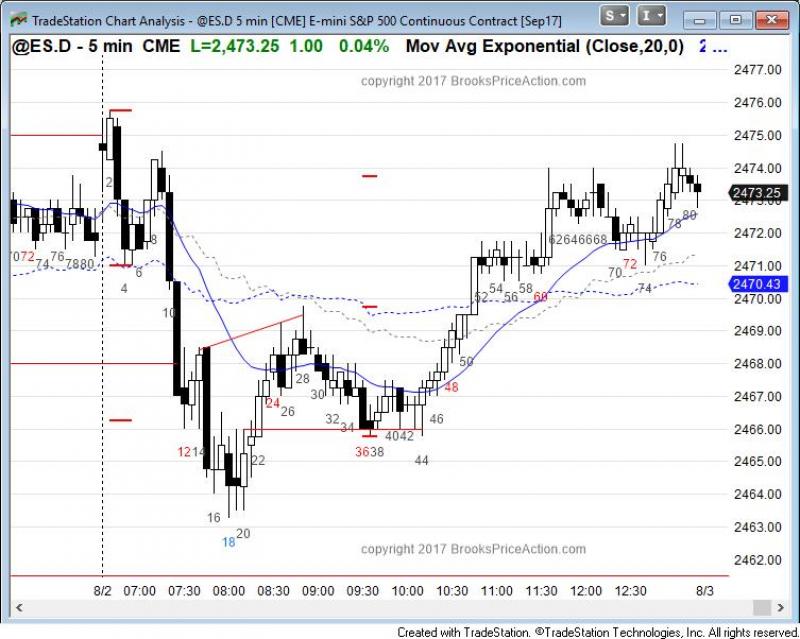 TradeStation Chart Analysis - @ES.D 5 min [CME] E-mini S&P 500 Continuous Contract [Sep17]
S I
@ES.D - 5 min CME L=2,473.25 1.00 0.04% Mov Avg Exponential (Close,20,0) 2 ...
copyright 2017 BrooksPriceAction.com
2477.00
2476.00
2475.00
2474.00
2473.25
2473.00
2472.00
2471.00
2470.43
2470.00
2469.00
2468.00
2467.00
2466.00
2465.00
2464.00
2463.00
2462.00
70 72 74 76 78 80
2 4 6 8 10 12 14 16 18 20 22 24 26 28 30 32 34 36 38 40 42 44 46 48 50 52 54 56 58 60 62 64 66 68 70 72 74 76 78 80
copyright 2017 BrooksPriceAction.com
8/2 07:00 07:30 08:00 08:30 09:00 09:30 10:00 10:30 11:00 11:30 12:00 12:30 8/3
Created with TradeStation. ©TradeStation Technologies, Inc. All rights reserved.